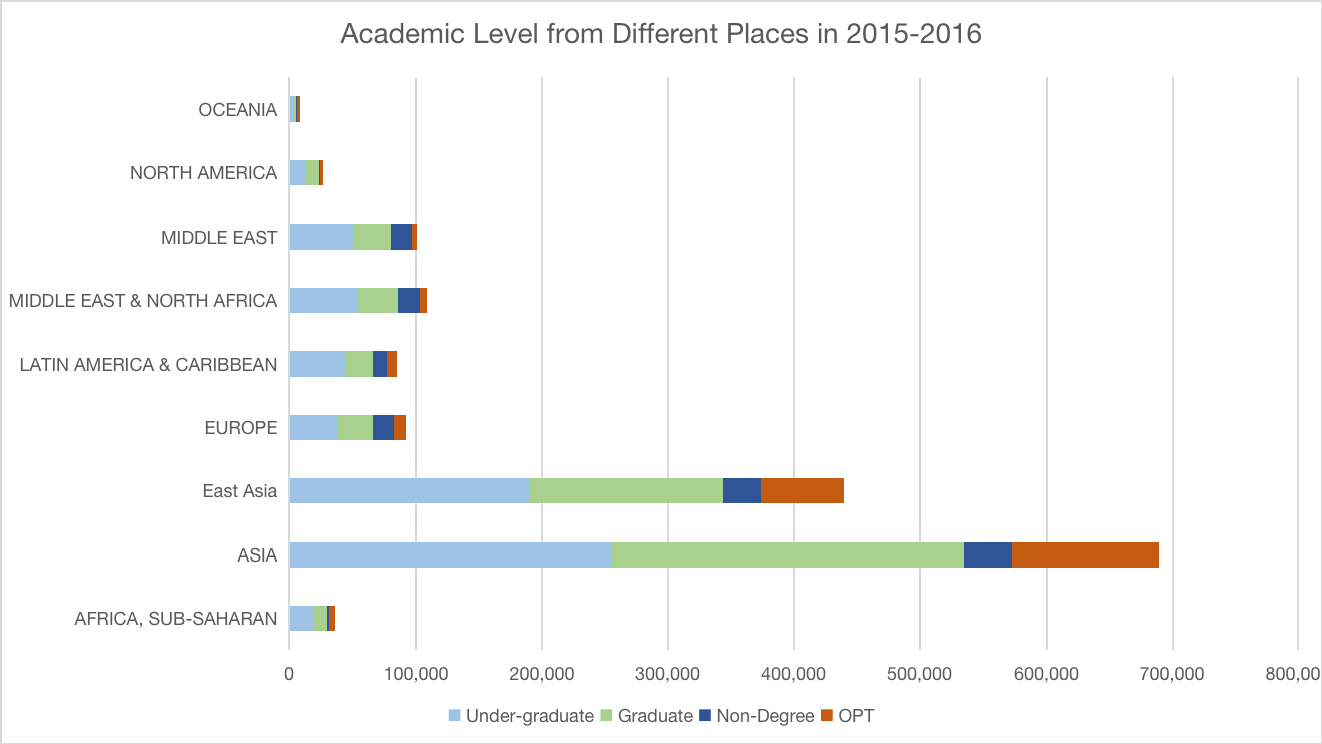 Academic Level from Different Places in 2015-2016
OCEANIA
NORTH AMERICA
MIDDLE EAST
MIDDLE EAST & NORTH AFRICA
LATIN AMERICA & CARIBBEAN
EUROPE
East Asia
ASIA
AFRICA, SUB-SAHARAN
0 100,000 200,000 300,000 400,000 500,000 600,000 700,000 800,00
Under-graduate Graduate Non-Degree OPT